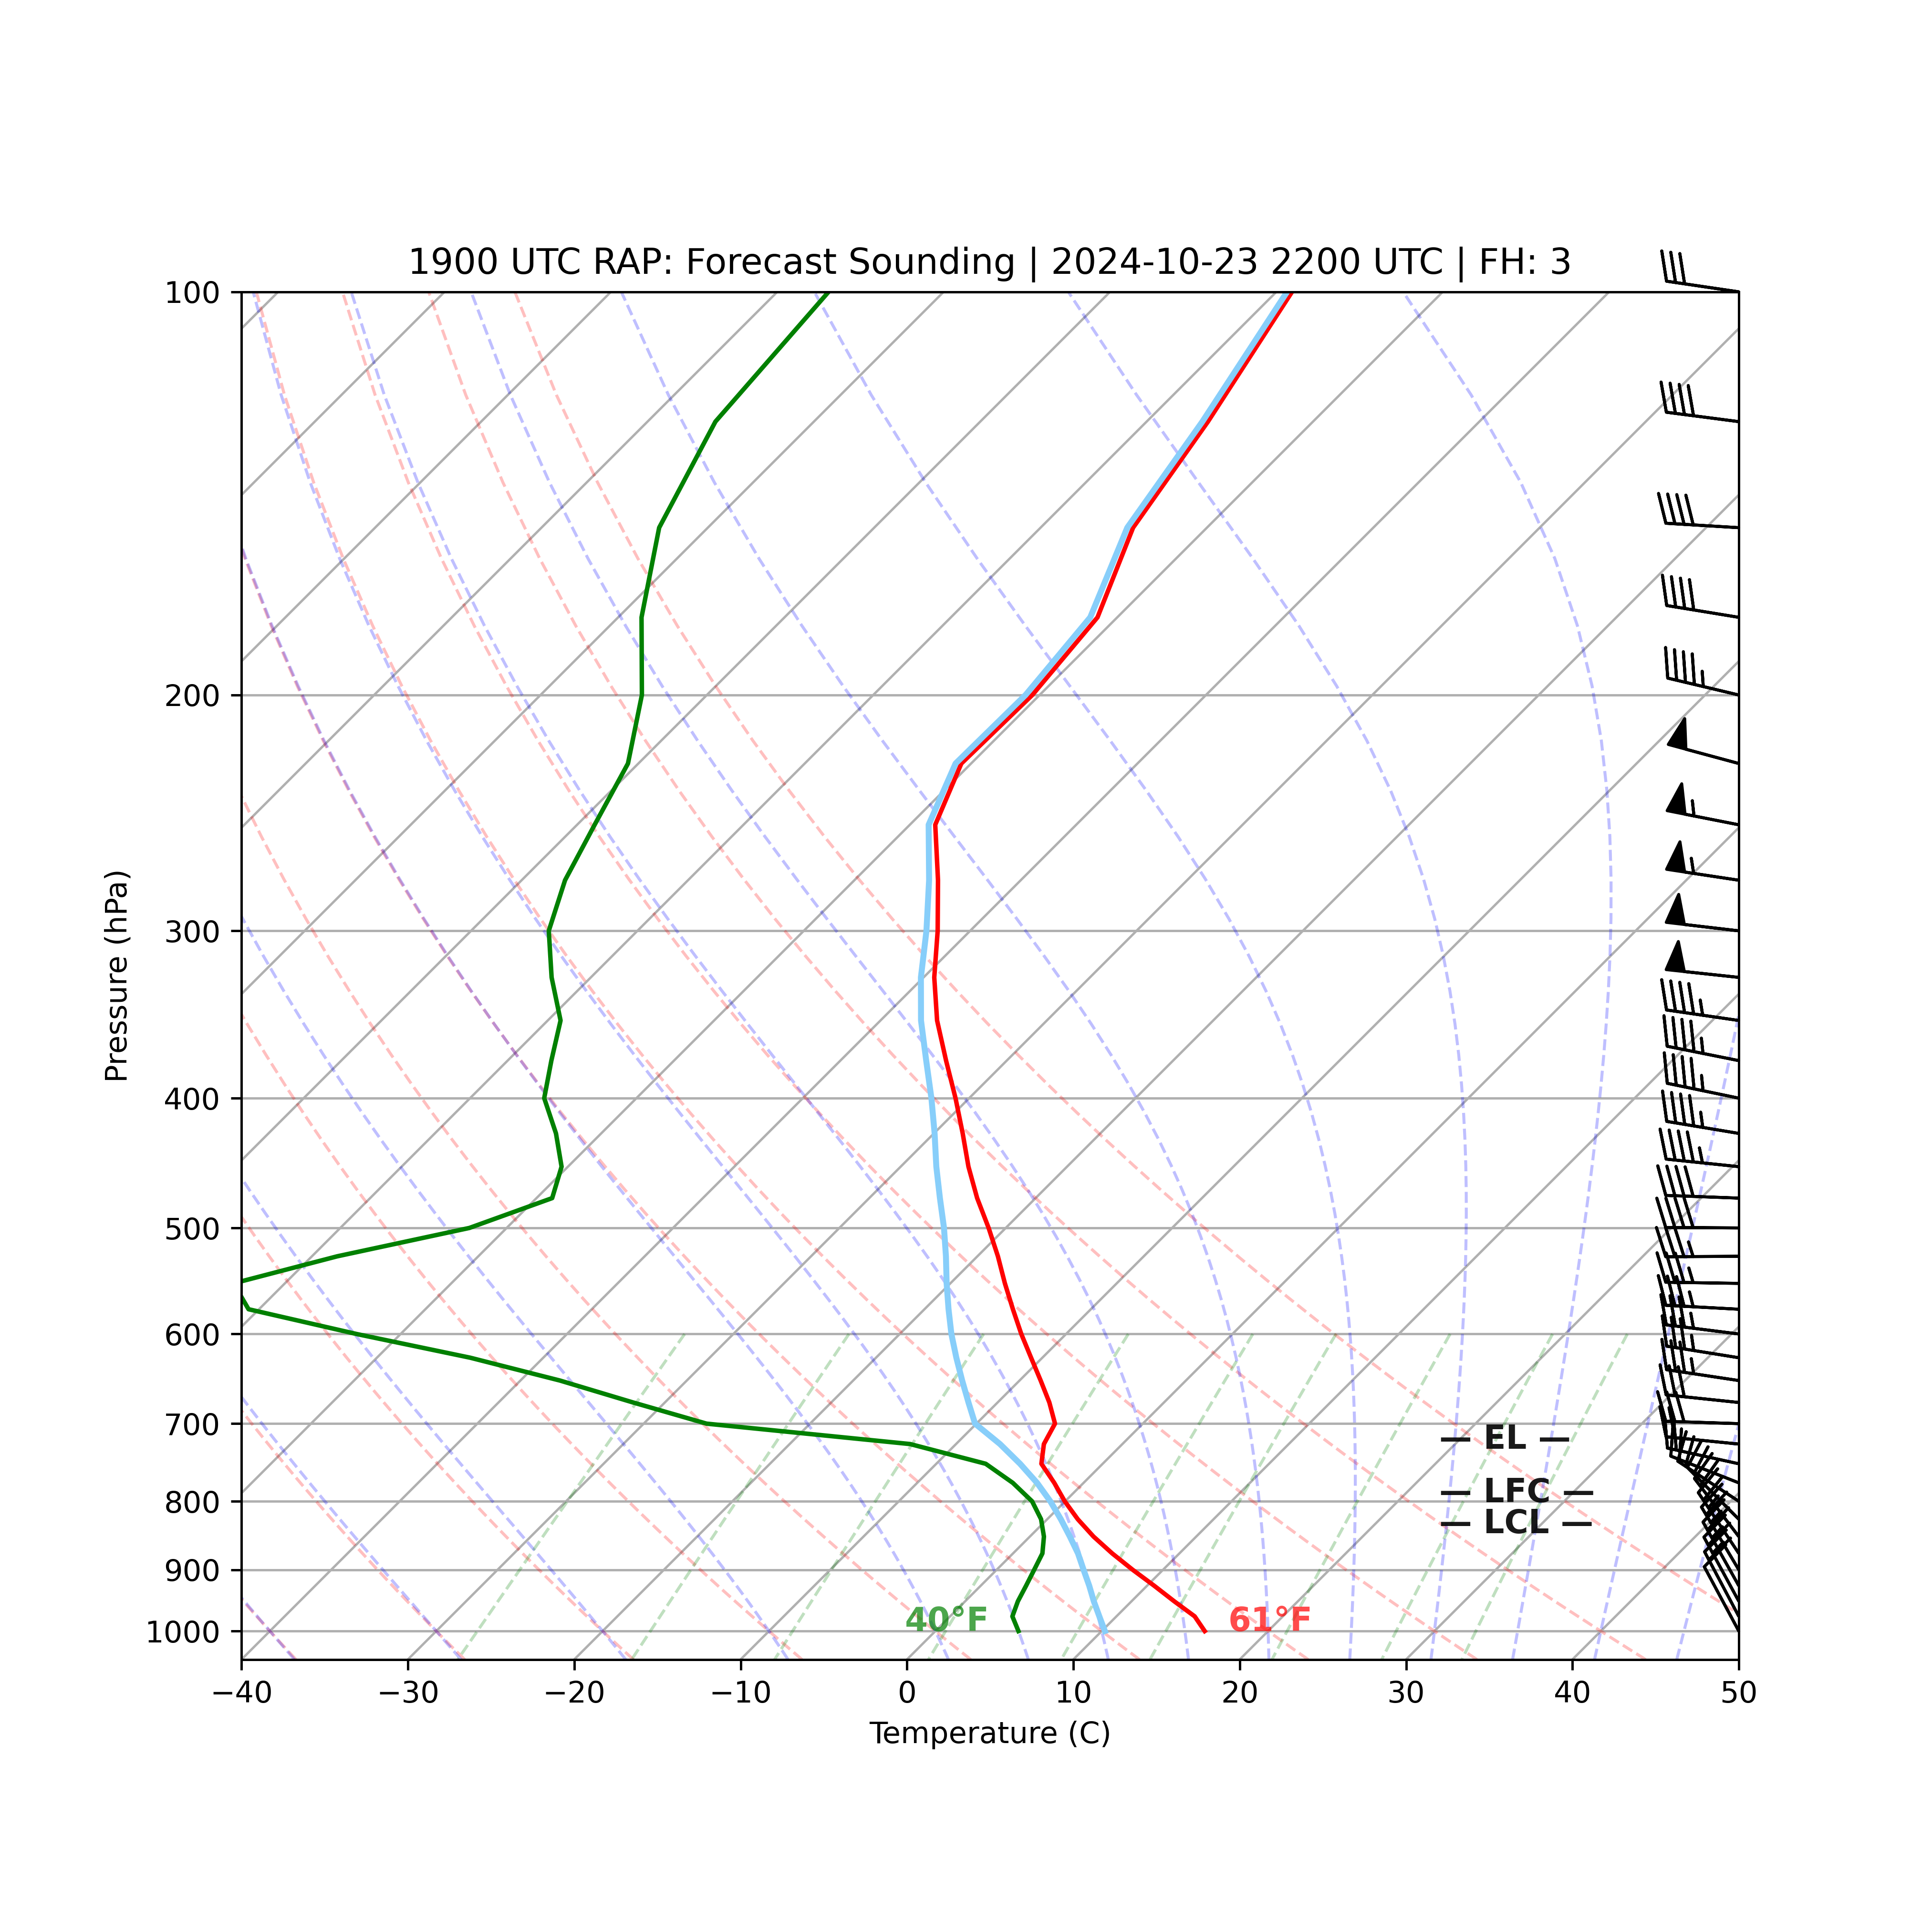 1900 UTC RAP: Forecast Sounding | 2024-10-23 2200 UTC | FH: 3
100
200
300
400
500
600
700
800
900
1000
Pressure (hPa)
— EL —
— LFC —
— LCL —
40°F
61°F
−40 −30 −20 −10 0 10 20 30 40 50
Temperature (C)